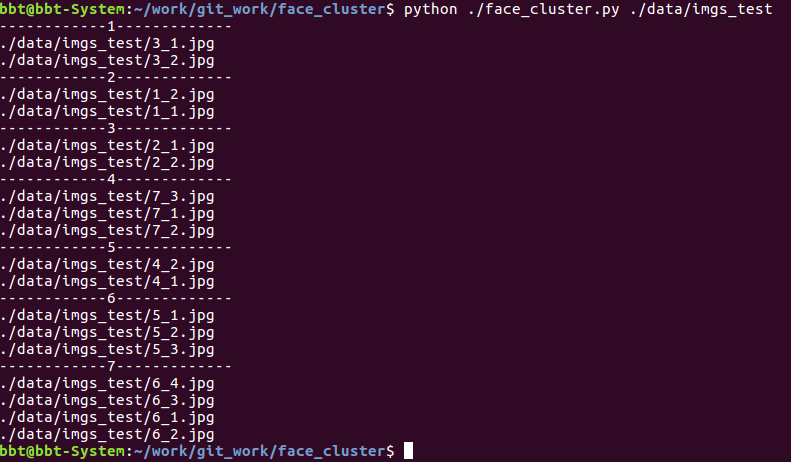 bbt@bbt-System:~/work/git_work/face_cluster$ python ./face_cluster.py ./data/imgs_test
------------1-------------
./data/imgs_test/3_1.jpg
./data/imgs_test/3_2.jpg
------------2-------------
./data/imgs_test/1_2.jpg
./data/imgs_test/1_1.jpg
------------3-------------
./data/imgs_test/2_1.jpg
./data/imgs_test/2_2.jpg
------------4-------------
./data/imgs_test/7_3.jpg
./data/imgs_test/7_1.jpg
./data/imgs_test/7_2.jpg
------------5-------------
./data/imgs_test/4_2.jpg
./data/imgs_test/4_1.jpg
------------6-------------
./data/imgs_test/5_1.jpg
./data/imgs_test/5_2.jpg
./data/imgs_test/5_3.jpg
------------7-------------
./data/imgs_test/6_4.jpg
./data/imgs_test/6_3.jpg
./data/imgs_test/6_1.jpg
./data/imgs_test/6_2.jpg
bbt@bbt-System:~/work/git_work/face_cluster$